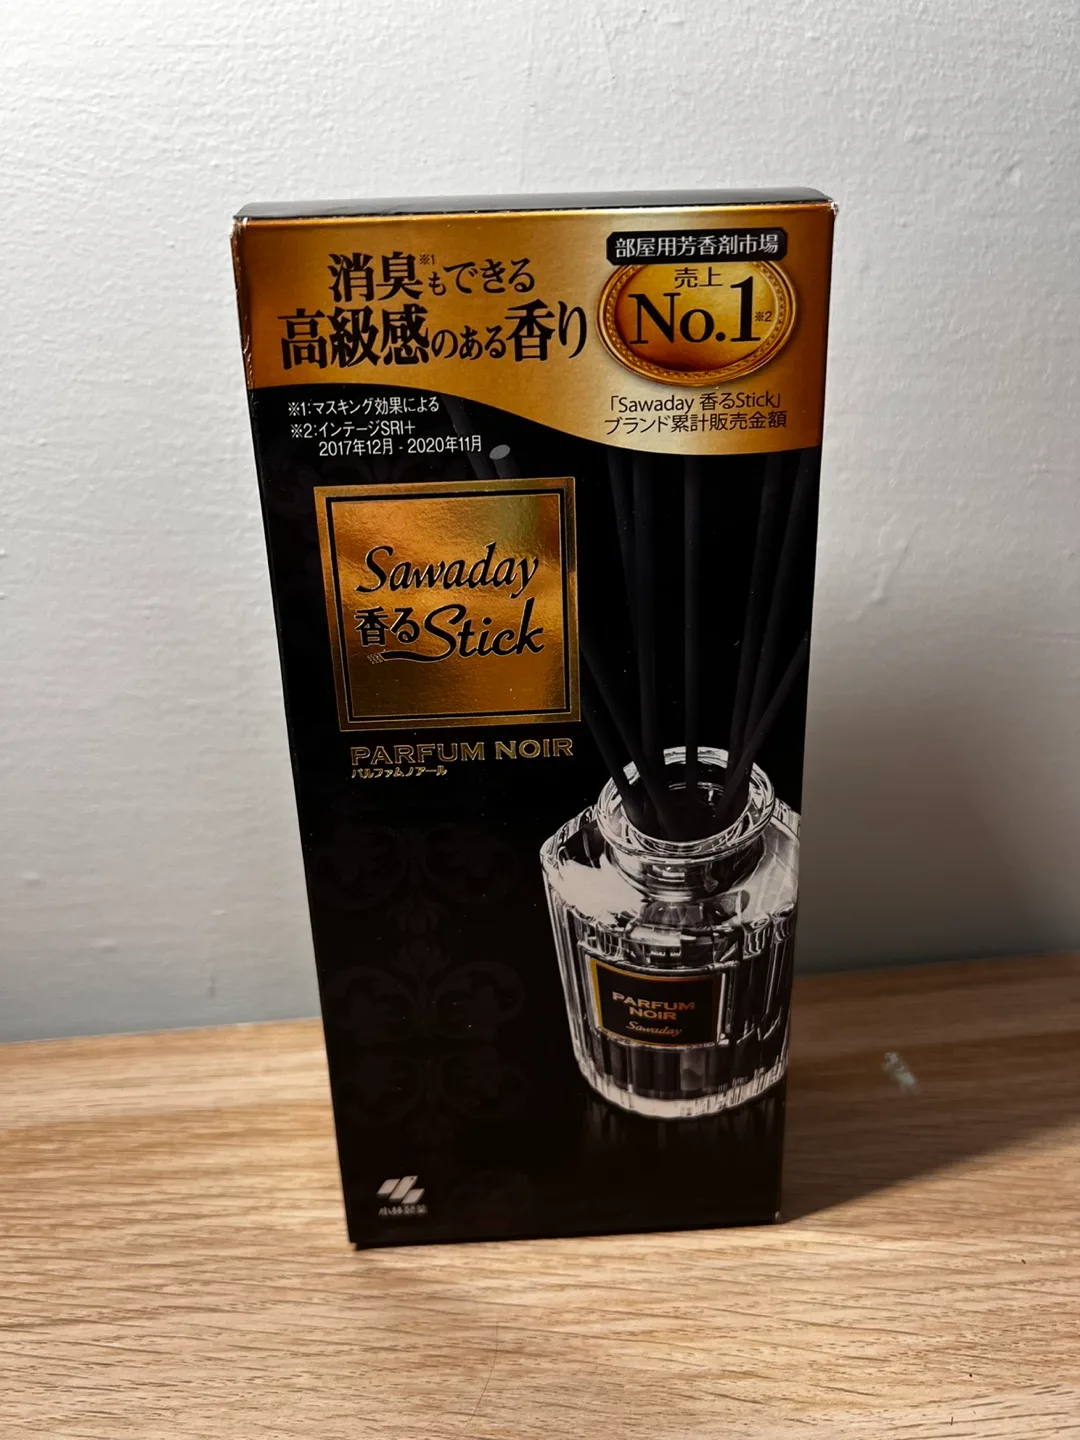 消臭※1もできる
高級感のある香り
部屋用芳香剤市場
売上
No.1※2
「Sawaday 香るStick」
ブランド累計販売金額
※1:マスキング効果による
※2:インテージSRI+
2017年12月 - 2020年11月
Sawaday
香るStick
PARFUM NOIR
パルファムノアール
PARFUM
NOIR
Sawaday
小林製薬